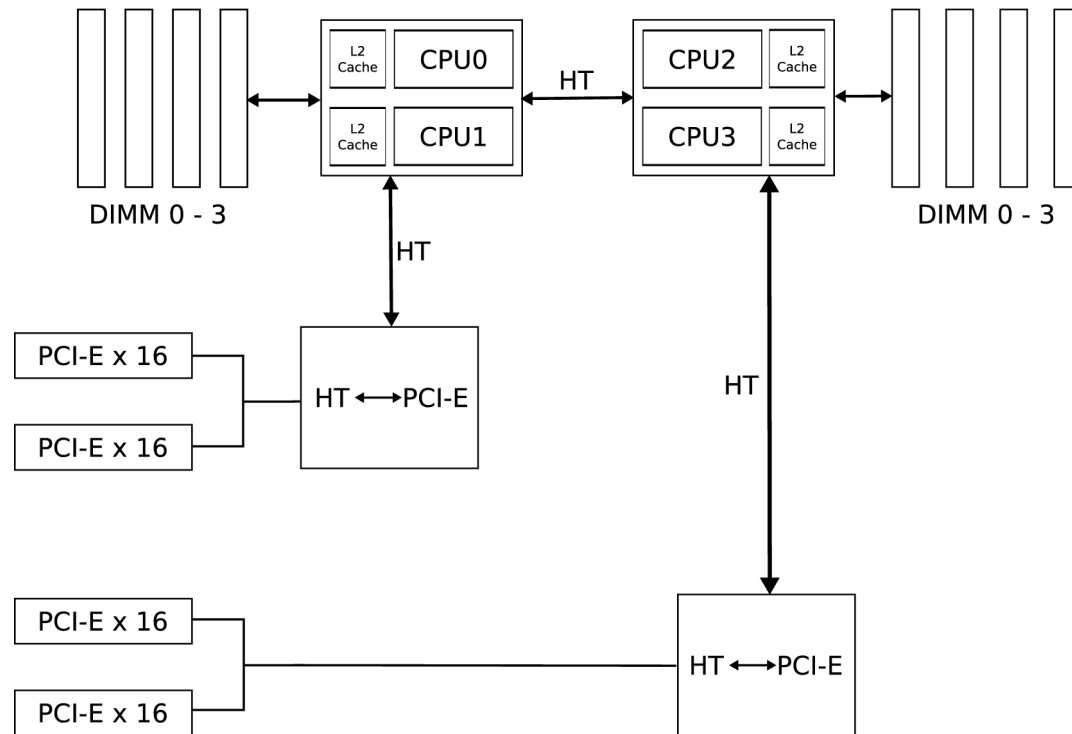 L2
Cache
CPU0
L2
Cache
CPU1
HT
CPU2
L2
Cache
CPU3
L2
Cache
DIMM 0 - 3
DIMM 0 - 3
HT
PCI-E x 16
PCI-E x 16
HT
PCI-E
HT
PCI-E x 16
PCI-E x 16
HT
PCI-E